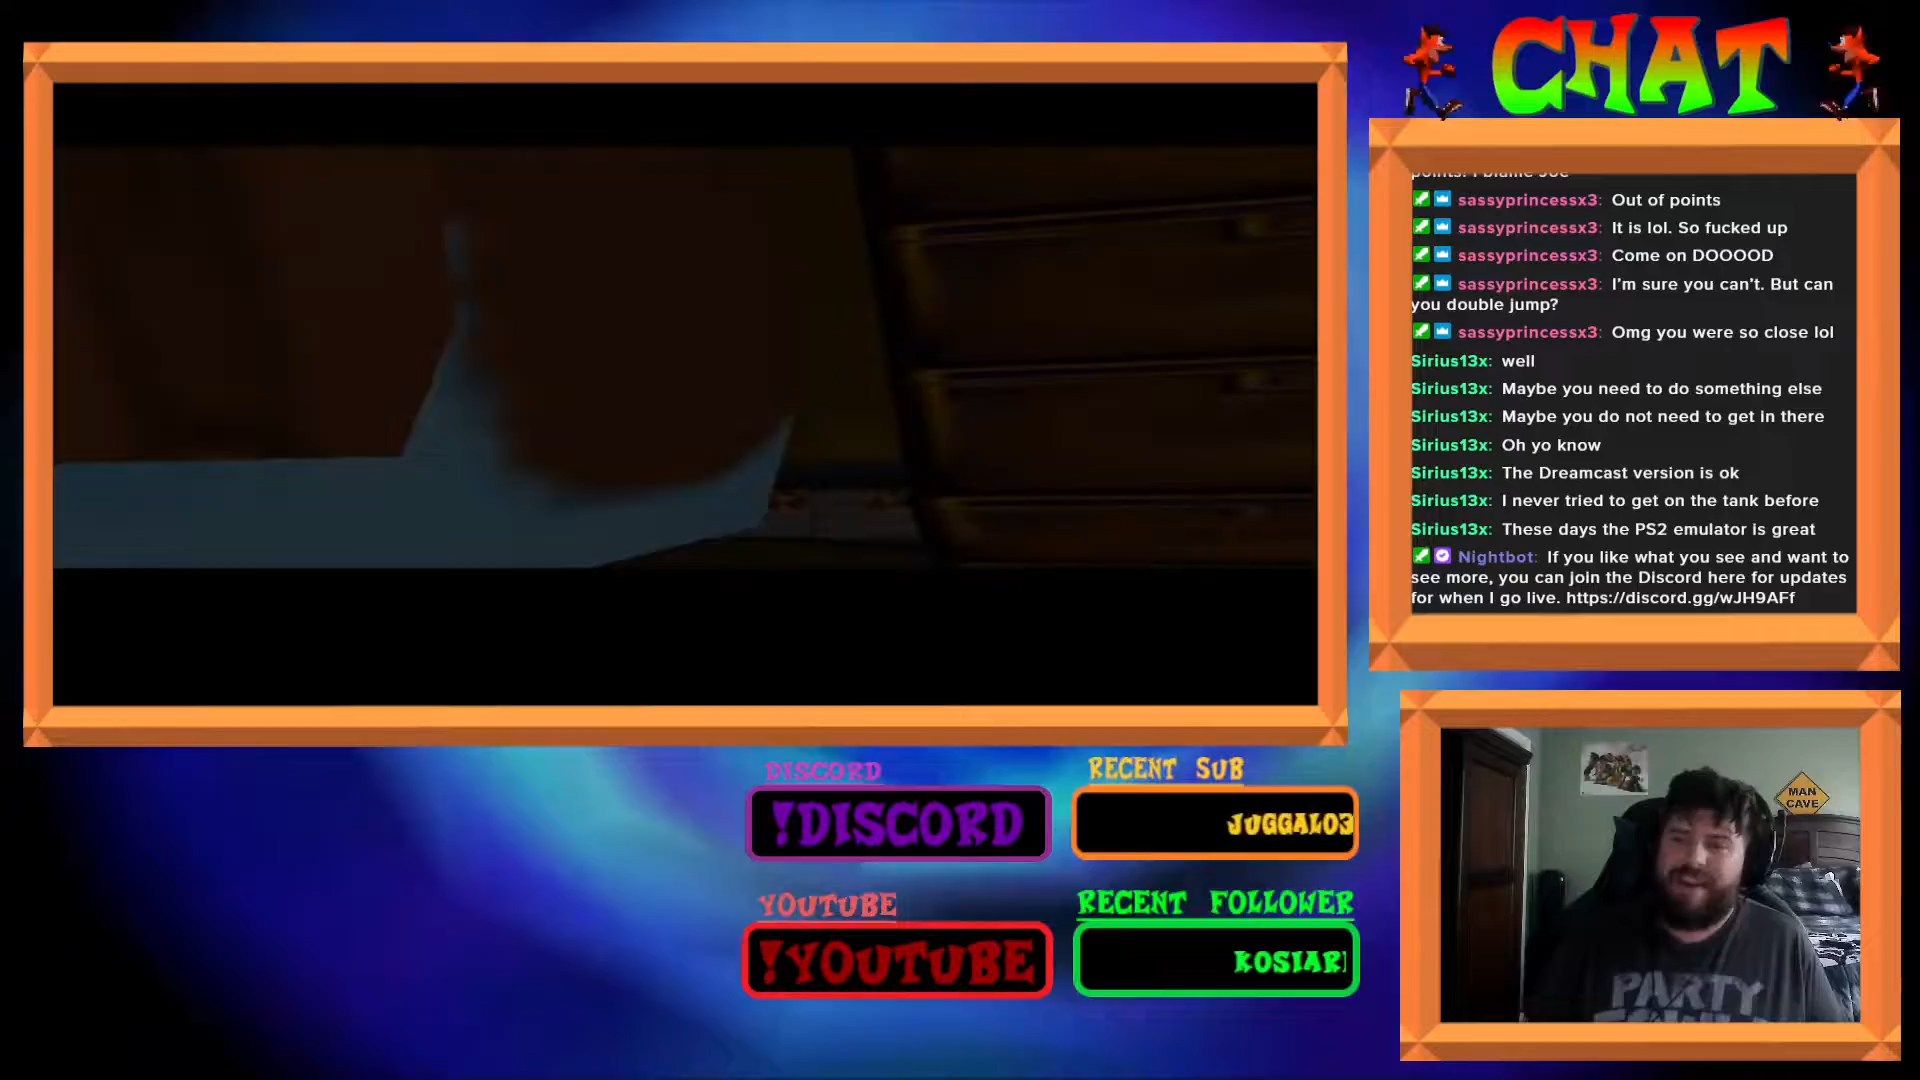 CHAT
points! I blame Joe
sassyprincessx3: Out of points
sassyprincessx3: It is lol. So fucked up
sassyprincessx3: Come on DOOOOD
sassyprincessx3: I'm sure you can't. But can
you double jump?
sassyprincessx3: Omg you were so close lol
Sirius13x: well
Sirius13x: Maybe you need to do something else
Sirius13x: Maybe you do not need to get in there
Sirius13x: Oh yo know
Sirius13x: The Dreamcast version is ok
Sirius13x: I never tried to get on the tank before
Sirius13x: These days the PS2 emulator is great
Nightbot: If you like what you see and want to
see more, you can join the Discord here for updates
for when I go live. https://discord.gg/wJH9AFf
DISCORD
!DISCORD
RECENT SUB
JUGGALO3
YOUTUBE
!YOUTUBE
RECENT FOLLOWER
KOSIAR
MAN
CAVE
PARTY